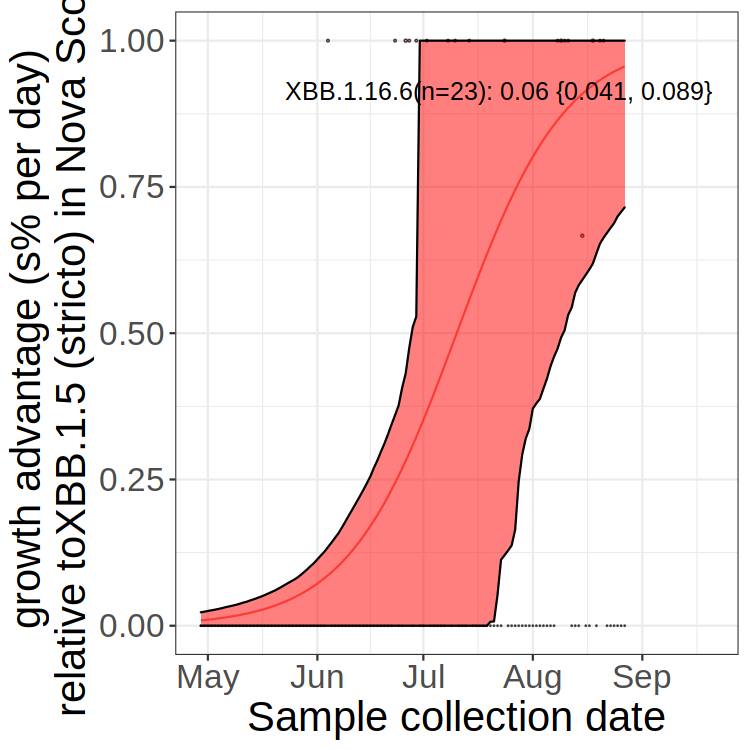 growth advantage (s% per day)
relative toXBB.1.5 (stricto) in Nova Sco
1.00
0.75
0.50
0.25
0.00
XBB.1.16.6(n=23): 0.06 {0.041, 0.089}
May Jun Jul Aug Sep
Sample collection date